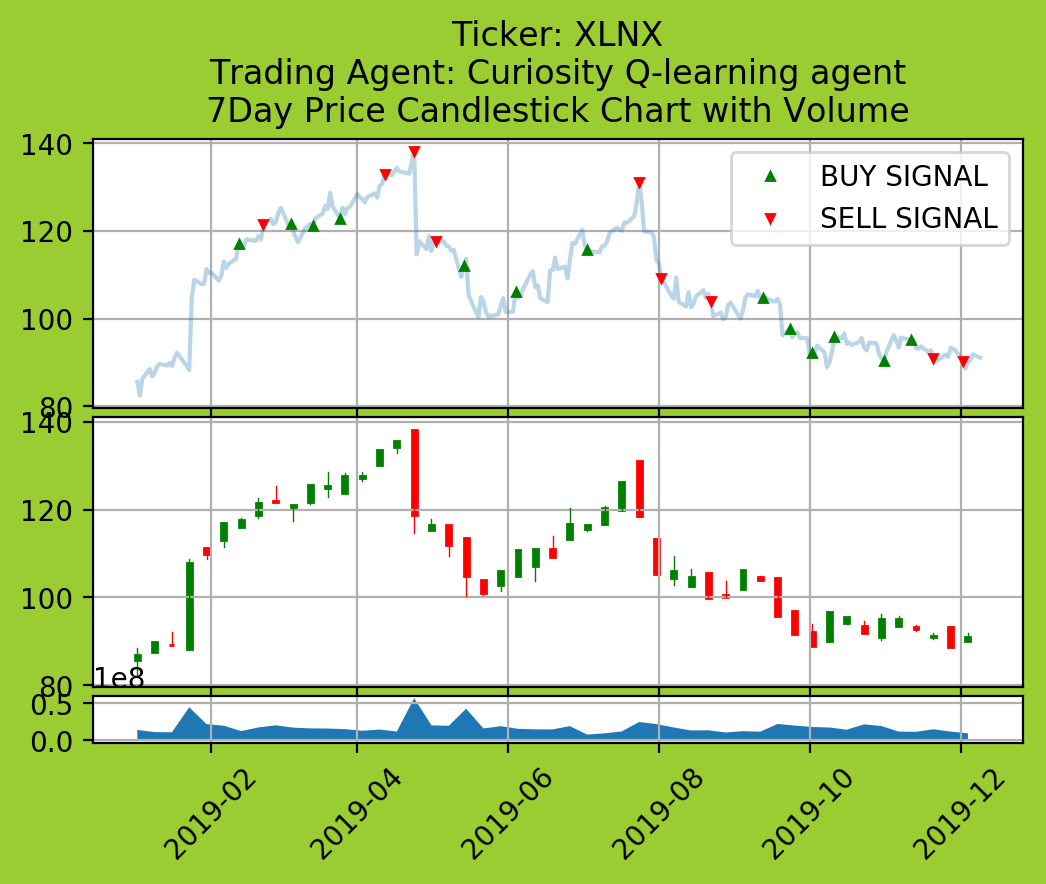 Ticker: XLNX
Trading Agent: Curiosity Q-learning agent
7Day Price Candlestick Chart with Volume
140
BUY SIGNAL
SELL SIGNAL
120
100
80
140
120
100
80
1e8
0.5
0.0
2019-02
2019-04
2019-06
2019-08
2019-10
2019-12